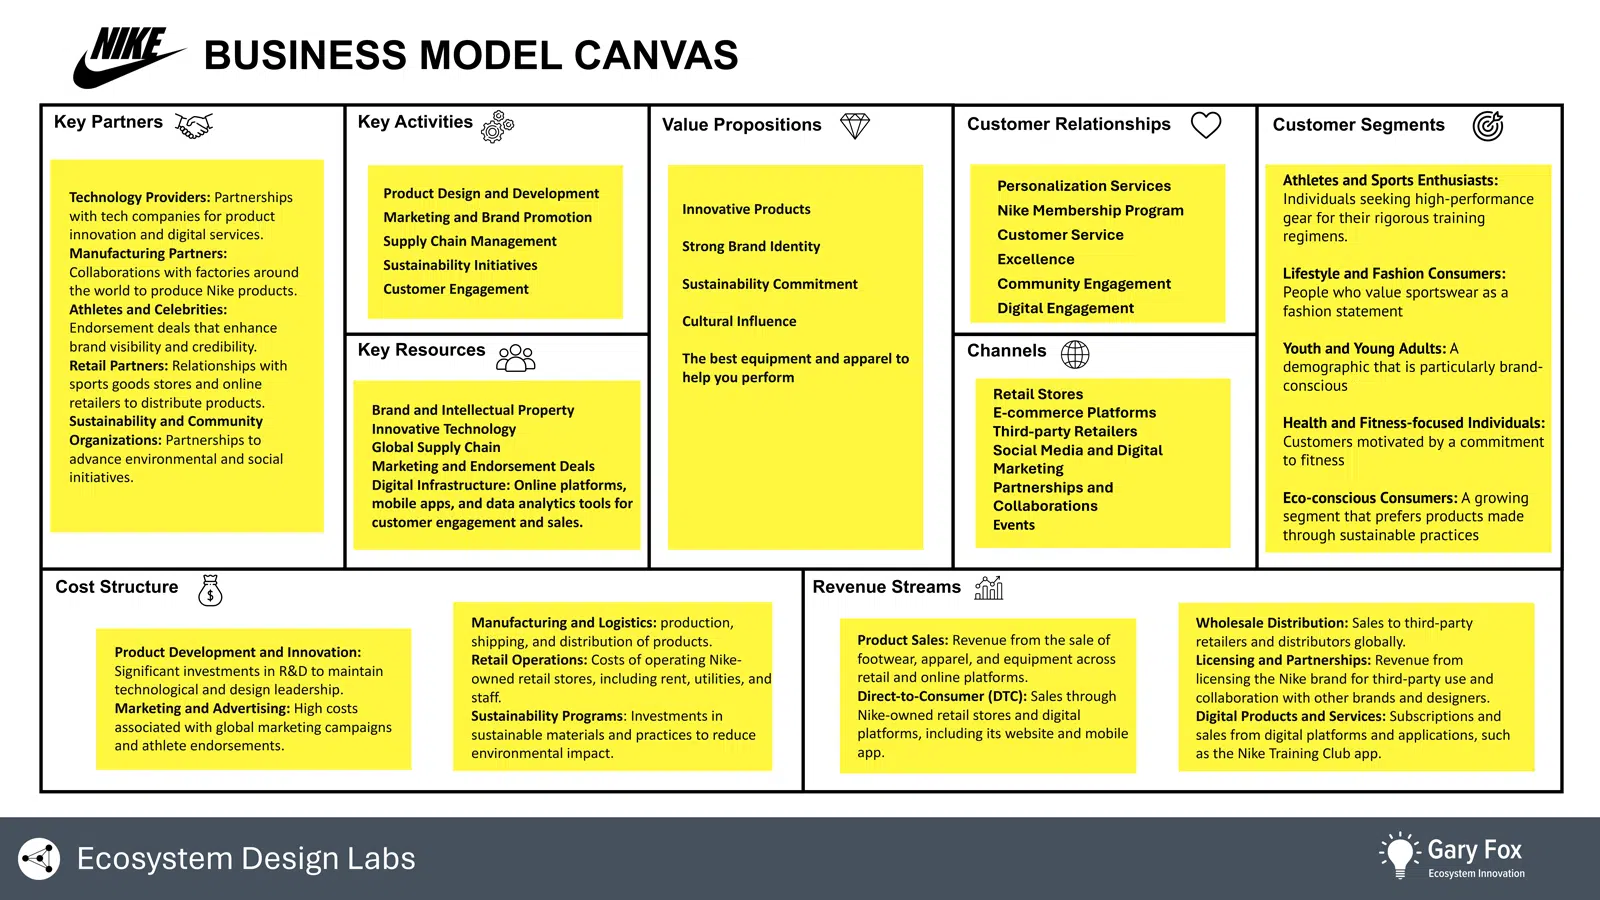 NIKE
BUSINESS MODEL CANVAS
Key Partners
Technology Providers: Partnerships
with tech companies for product
innovation and digital services.
Manufacturing Partners:
Collaborations with factories around
the world to produce Nike products.
Athletes and Celebrities:
Endorsement deals that enhance
brand visibility and credibility.
Retail Partners: Relationships with
sports goods stores and online
retailers to distribute products.
Sustainability and Community
Organizations: Partnerships to
advance environmental and social
initiatives.
Key Activities
Product Design and Development
Marketing and Brand Promotion
Supply Chain Management
Sustainability Initiatives
Customer Engagement
Key Resources
Brand and Intellectual Property
Innovative Technology
Global Supply Chain
Marketing and Endorsement Deals
Digital Infrastructure: Online platforms,
mobile apps, and data analytics tools for
customer engagement and sales.
Value Propositions
Innovative Products
Strong Brand Identity
Sustainability Commitment
Cultural Influence
The best equipment and apparel to
help you perform
Customer Relationships
Personalization Services
Nike Membership Program
Customer Service
Excellence
Community Engagement
Digital Engagement
Channels
Retail Stores
E-commerce Platforms
Third-party Retailers
Social Media and Digital
Marketing
Partnerships and
Collaborations
Events
Customer Segments
Athletes and Sports Enthusiasts:
Individuals seeking high-performance
gear for their rigorous training
regimens.
Lifestyle and Fashion Consumers:
People who value sportswear as a
fashion statement
Youth and Young Adults: A
demographic that is particularly brand-
conscious
Health and Fitness-focused Individuals:
Customers motivated by a commitment
to fitness
Eco-conscious Consumers: A growing
segment that prefers products made
through sustainable practices
Cost Structure
$
Product Development and Innovation:
Significant investments in R&D to maintain
technological and design leadership.
Marketing and Advertising: High costs
associated with global marketing campaigns
and athlete endorsements.
Manufacturing and Logistics: production,
shipping, and distribution of products.
Retail Operations: Costs of operating Nike-
owned retail stores, including rent, utilities, and
staff.
Sustainability Programs: Investments in
sustainable materials and practices to reduce
environmental impact.
Revenue Streams
Product Sales: Revenue from the sale of
footwear, apparel, and equipment across
retail and online platforms.
Direct-to-Consumer (DTC): Sales through
Nike-owned retail stores and digital
platforms, including its website and mobile
app.
Wholesale Distribution: Sales to third-party
retailers and distributors globally.
Licensing and Partnerships: Revenue from
licensing the Nike brand for third-party use and
collaboration with other brands and designers.
Digital Products and Services: Subscriptions and
sales from digital platforms and applications, such
as the Nike Training Club app.
Ecosystem Design Labs
Gary Fox
Ecosystem Innovation